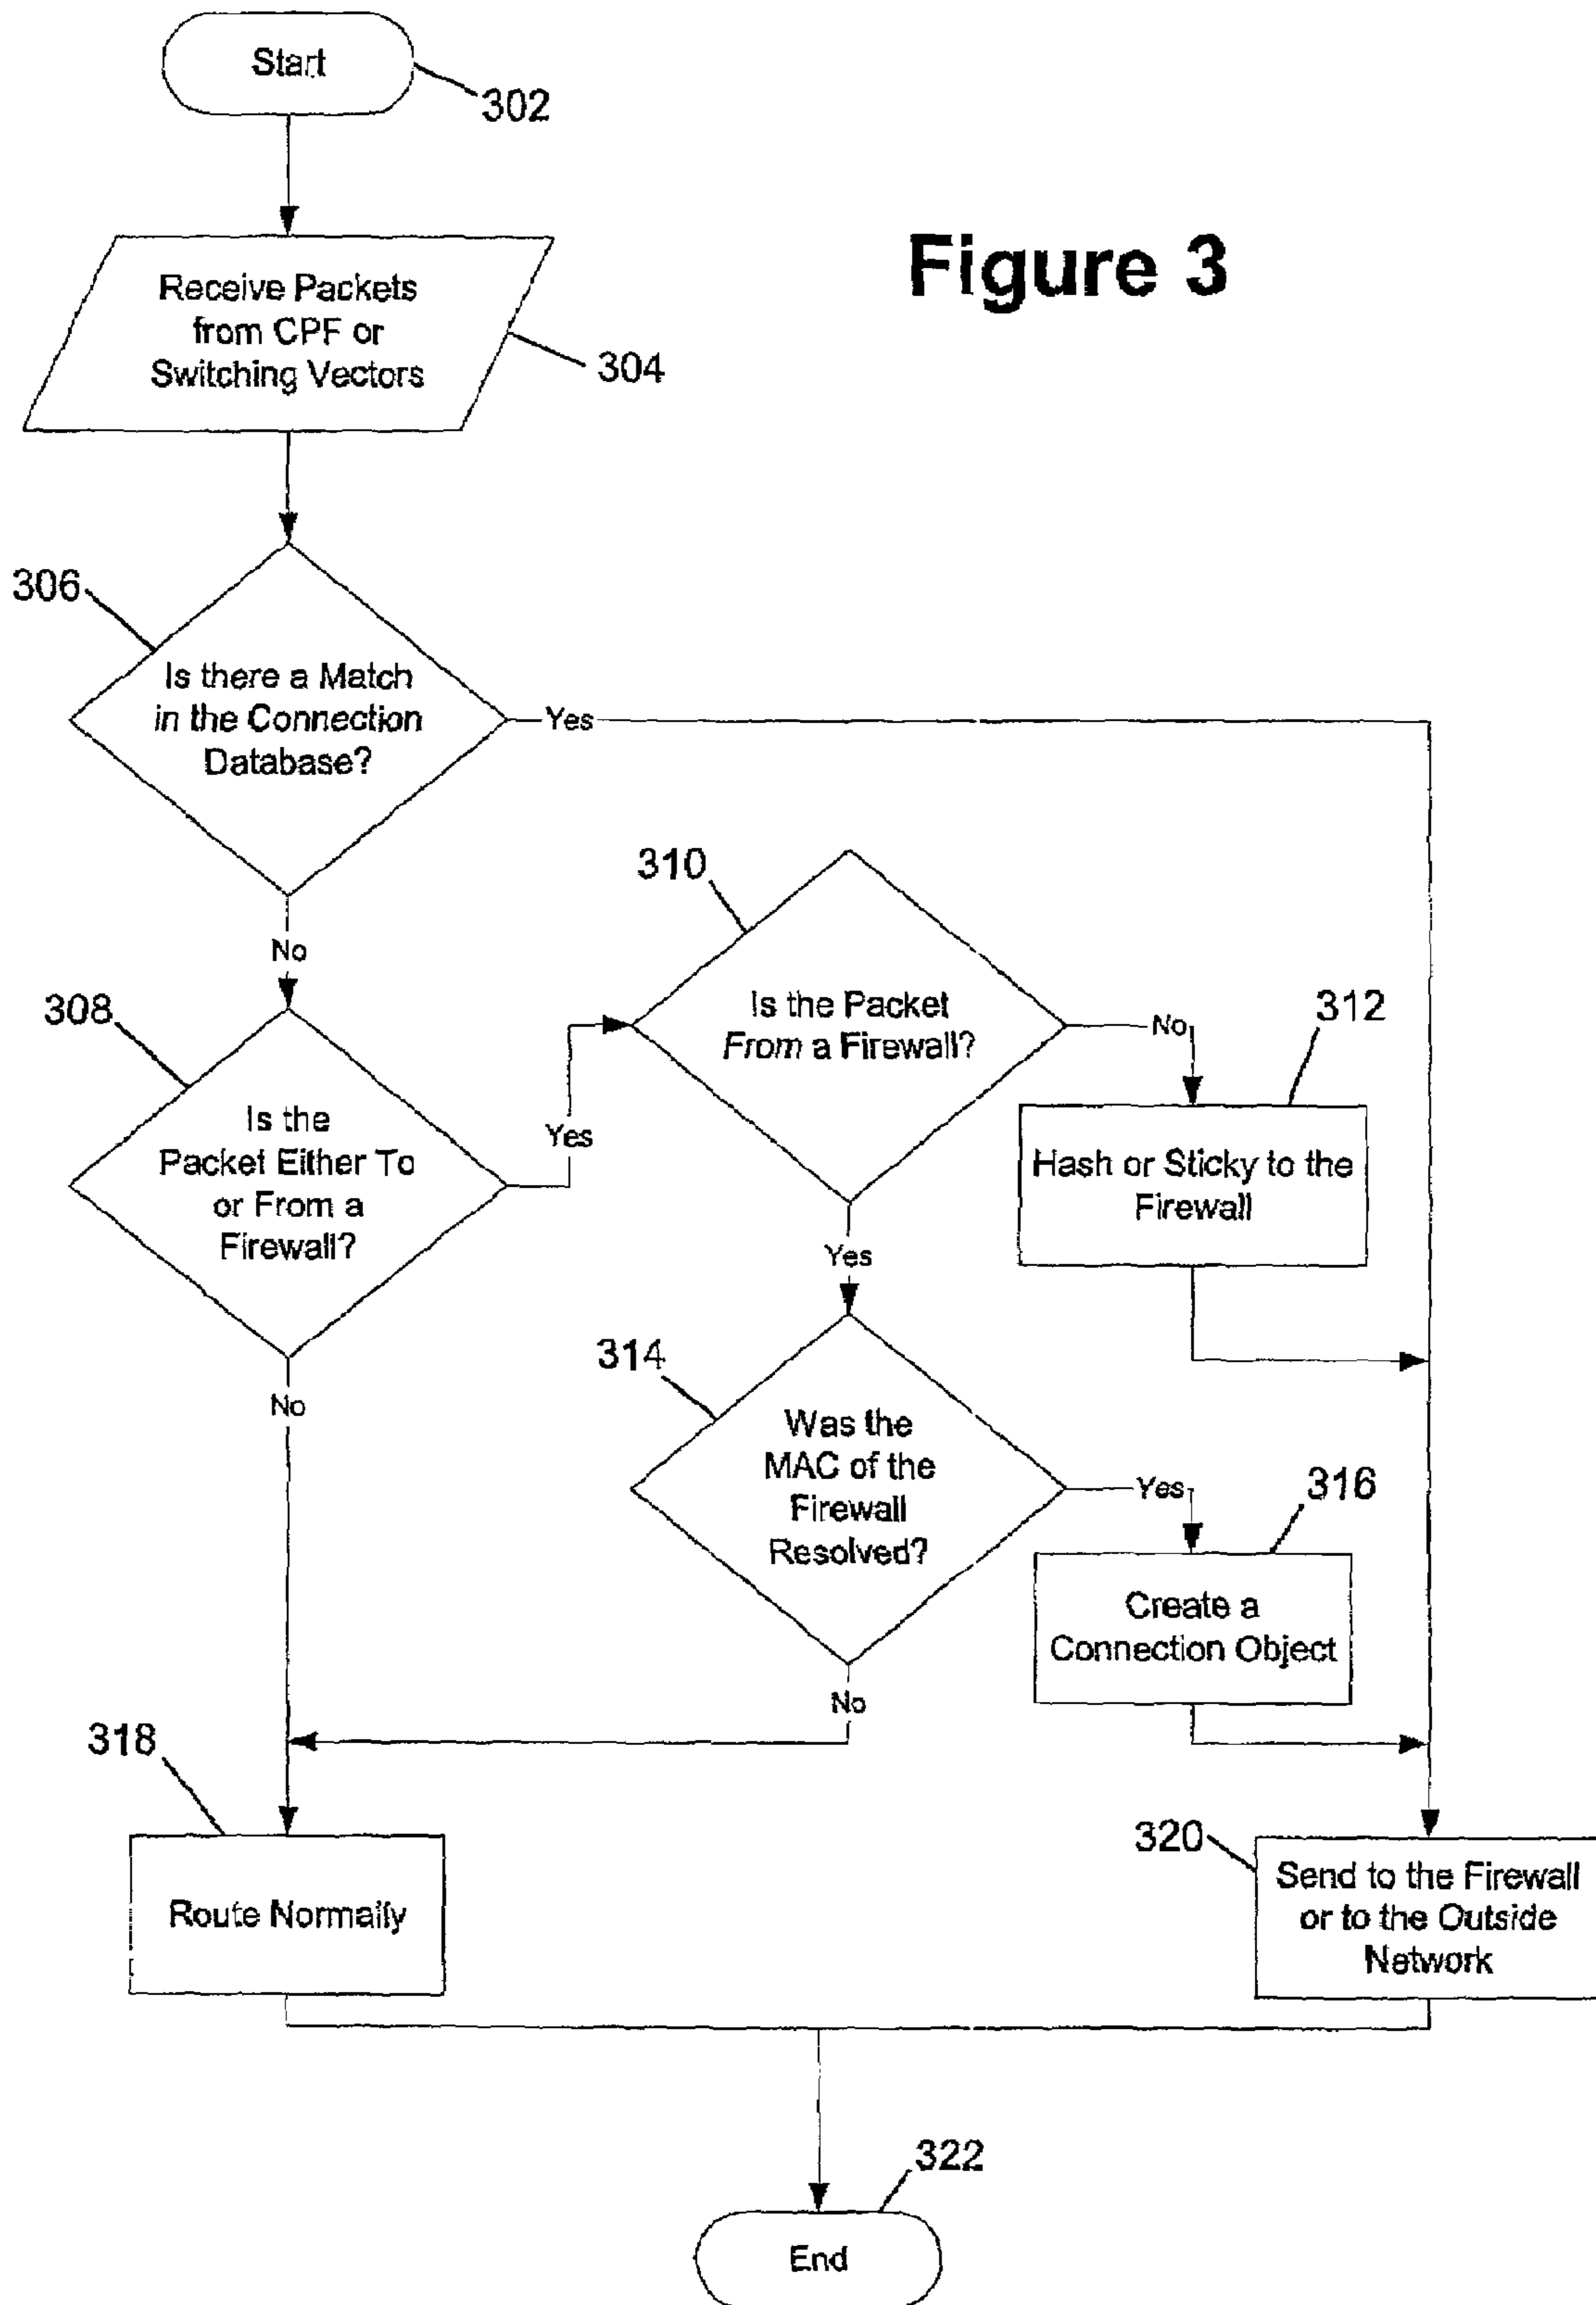 Start
302
Figure 3
Receive Packets
from CPF or
Switching Vectors
304
306
Is there a Match
in the Connection
Database?
Yes
No
310
308
Is the Packet
From a Firewall?
No
312
Is the
Packet Either To
or From a
Firewall?
Yes
Hash or Sticky to the
Firewall
Yes
314
No
Was the
MAC of the
Firewall
Resolved?
Yes
316
Create a
Connection Object
No
318
320
Route Normally
Send to the Firewall
or to the Outside
Network
322
End